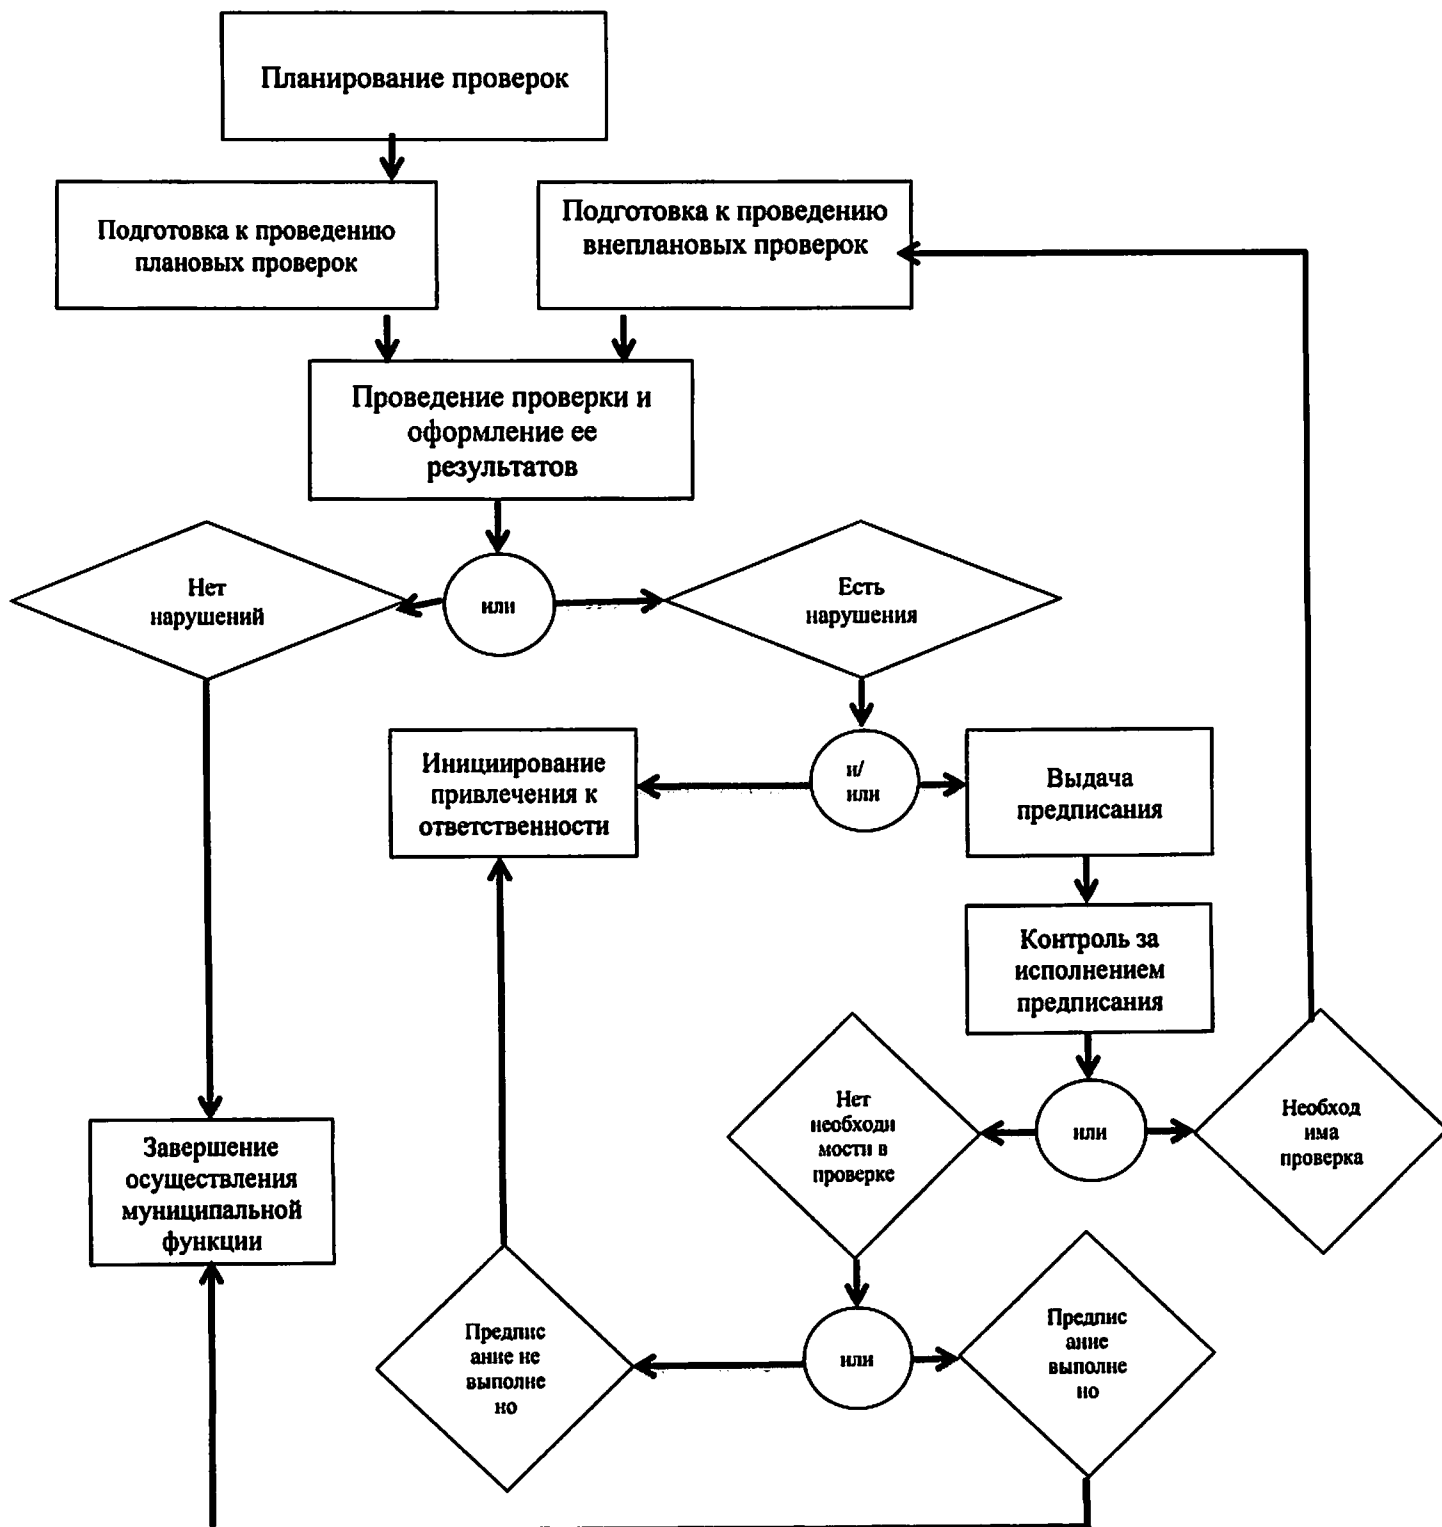 Планирование проверок
Подготовка к проведению
плановых проверок
Подготовка к проведению
внеплановых проверок
Проведение проверки и
оформление ее
результатов
Нет
нарушений
или
Есть
нарушения
Инициирование
привлечения к
ответственности
и/
или
Выдача
предписания
Контроль за
исполнением
предписания
Нет
необходи
мости в
проверке
или
Необход
има
проверка
Завершение
осуществления
муниципальной
функции
Предпис
ание не
выполне
но
или
Предпис
ание
выполне
но